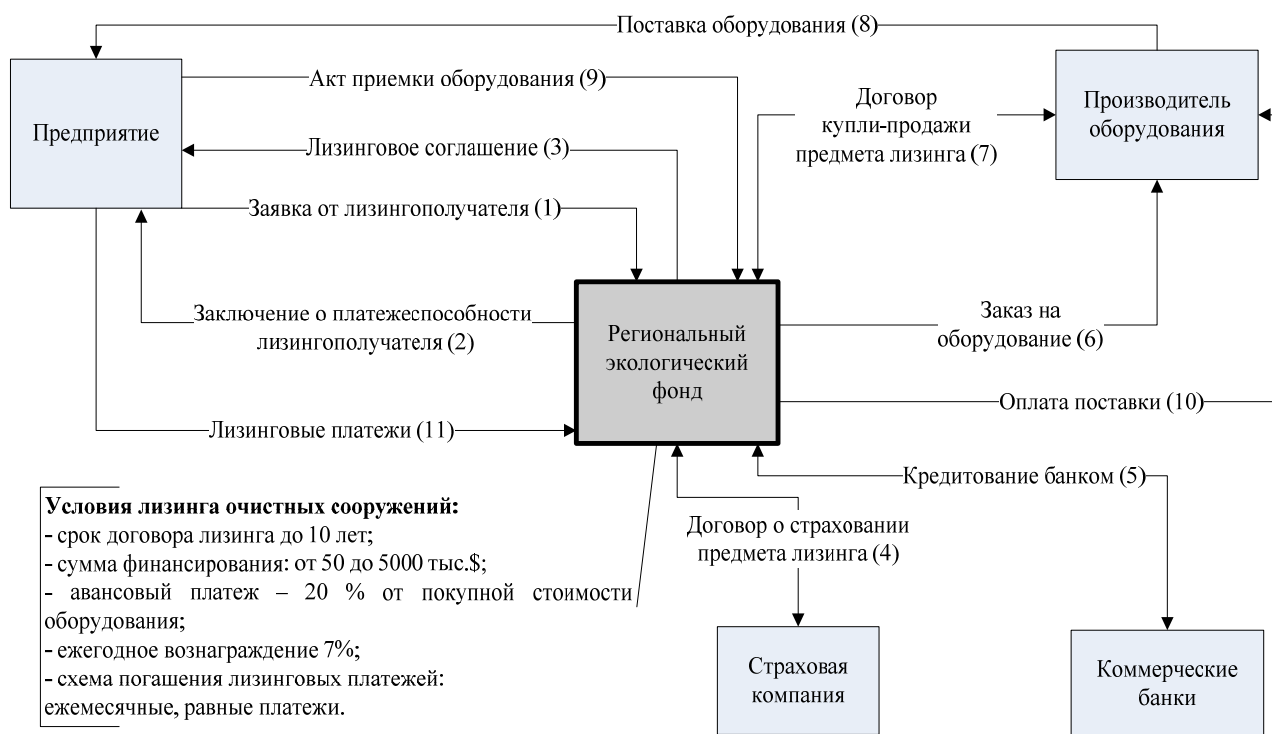 Поставка оборудования (8)
Предприятие
Акт приемки оборудования (9)
Договор
купли-продажи
предмета лизинга (7)
Производитель
оборудования
Лизинговое соглашение (3)
Заявка от лизингополучателя (1)
Заключение о платежеспособности
лизингополучателя (2)
Региональный
экологический
фонд
Заказ на
оборудование (6)
Оплата поставки (10)
Лизинговые платежи (11)
Кредитование банком (5)
Договор о страховании
предмета лизинга (4)
Условия лизинга очистных сооружений:
- срок договора лизинга до 10 лет;
- сумма финансирования: от 50 до 5000 тыс.$;
- авансовый платеж – 20 % от покупной стоимости
оборудования;
- ежегодное вознаграждение 7%;
- схема погашения лизинговых платежей:
ежемесячные, равные платежи.
Страховая
компания
Коммерческие
банки